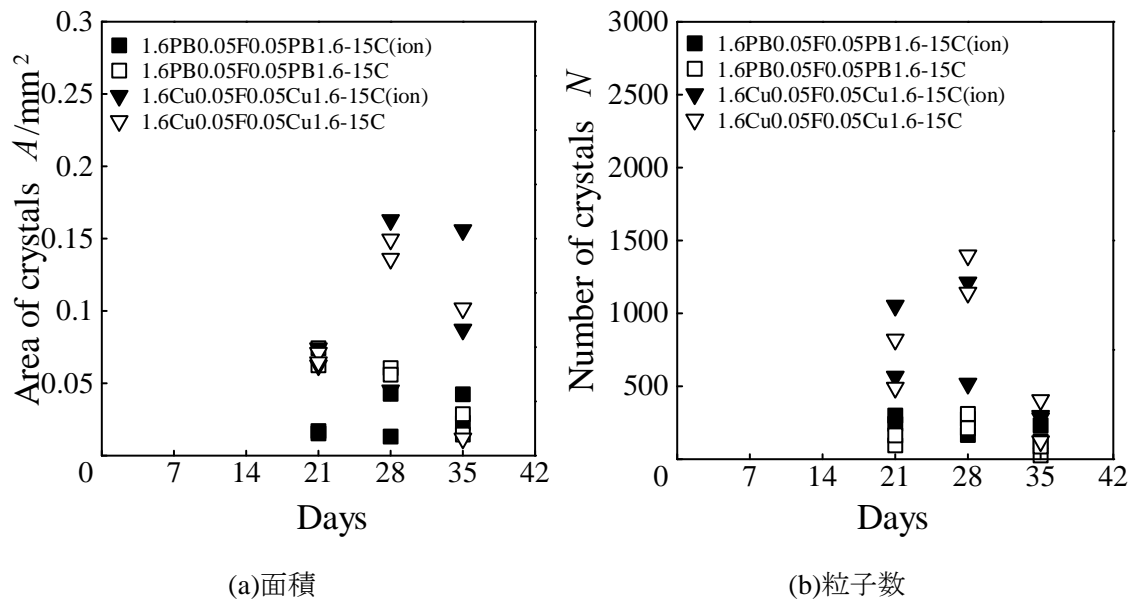 0.3
0.25
0.2
0.15
0.1
0.05
0
Area of crystals A/mm²
■ 1.6PB0.05F0.05PB1.6-15C(ion)
□ 1.6PB0.05F0.05PB1.6-15C
▼ 1.6Cu0.05F0.05Cu1.6-15C(ion)
▽ 1.6Cu0.05F0.05Cu1.6-15C
7 14 21 28 35 42
Days
(a)面積
3000
2500
2000
1500
1000
500
0
Number of crystals N
■ 1.6PB0.05F0.05PB1.6-15C(ion)
□ 1.6PB0.05F0.05PB1.6-15C
▼ 1.6Cu0.05F0.05Cu1.6-15C(ion)
▽ 1.6Cu0.05F0.05Cu1.6-15C
7 14 21 28 35 42
Days
(b)粒子数